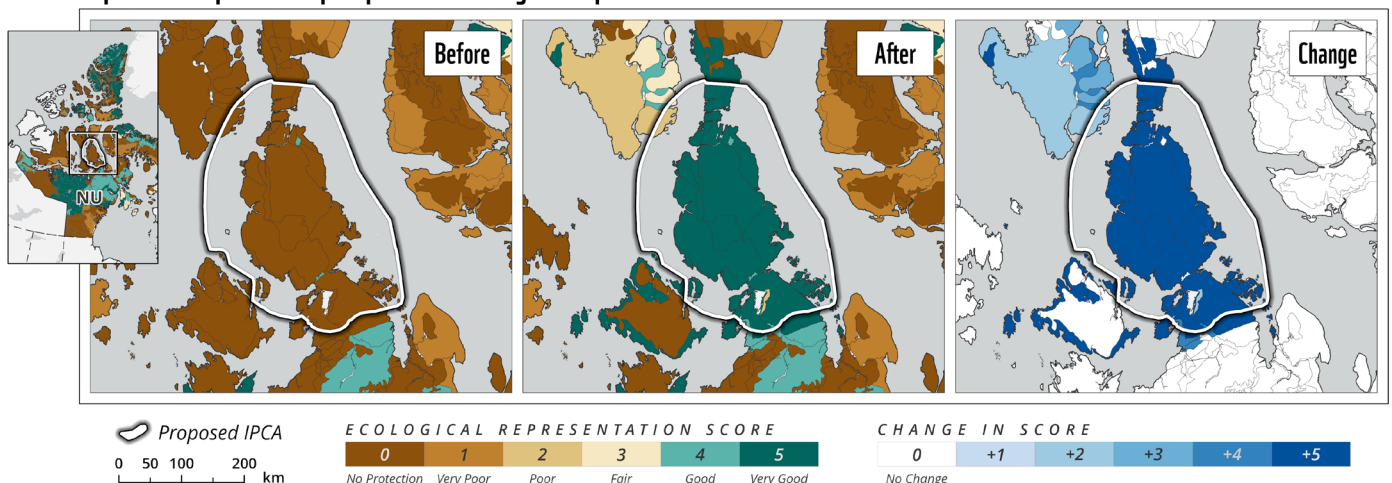 Before
After
Change
NU
Proposed IPCA
0 50 100 200
km
ECOLOGICAL REPRESENTATION SCORE
0 1 2 3 4 5
No Protection Very Poor Poor Fair Good Very Good
CHANGE IN SCORE
0 +1 +2 +3 +4 +5
No Change